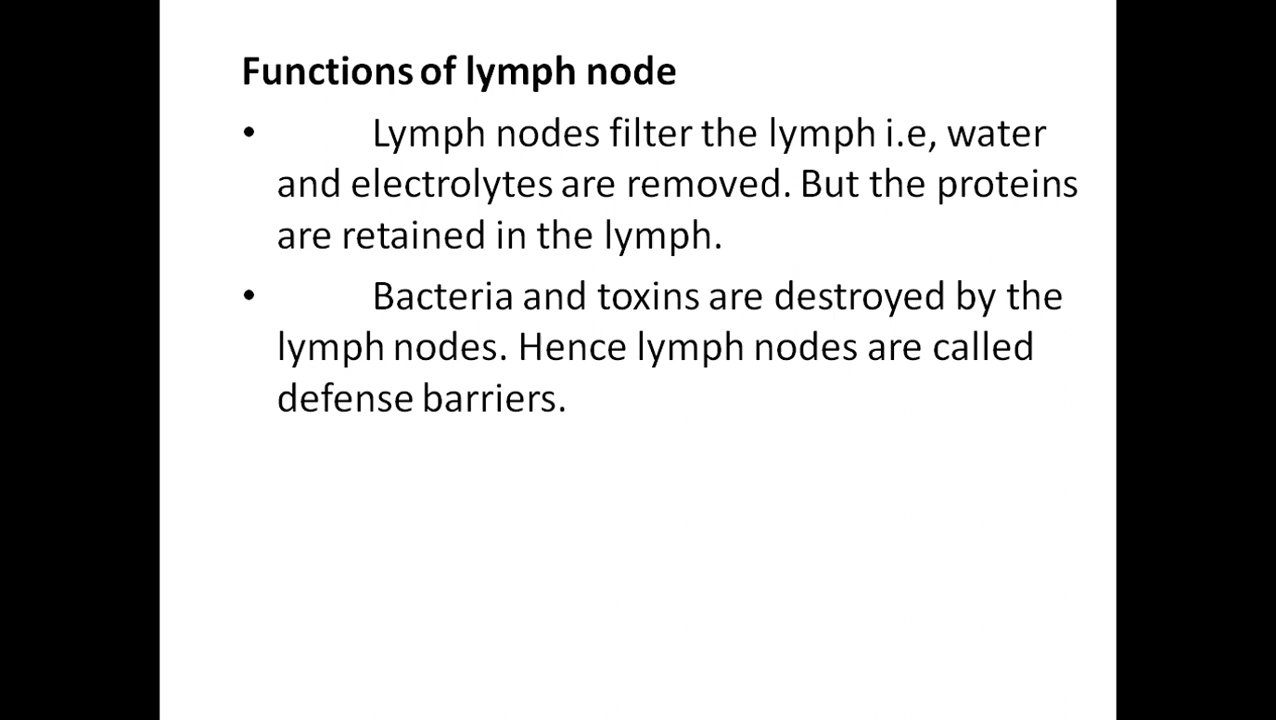 Functions of lymph node
• Lymph nodes filter the lymph i.e, water
and electrolytes are removed. But the proteins
are retained in the lymph.
• Bacteria and toxins are destroyed by the
lymph nodes. Hence lymph nodes are called
defense barriers.